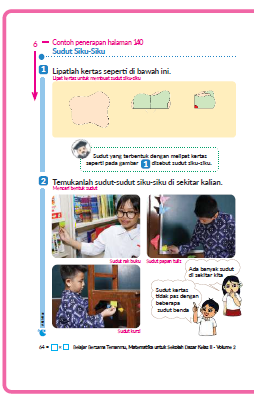 6
Contoh penerapan halaman 140
Sudut Siku-Siku
1 Lipatlah kertas seperti di bawah ini.
Lipat kertas untuk membuat sudut siku-siku
Sudut yang terbentuk dengan melipat kertas
seperti pada gambar 1 disebut sudut siku-siku.
2 Temukanlah sudut-sudut siku-siku di sekitar kalian.
Mencari bentuk sudut
Sudut rak buku
Sudut papan tulis
Ada banyak sudut
di sekitar kita
Sudut kertas
tidak pas dengan
beberapa
sudut benda
Sudut kursi
64 = □ × □ Belajar Bersama Temanmu, Matematika untuk Sekolah Dasar Kelas II - Volume 2